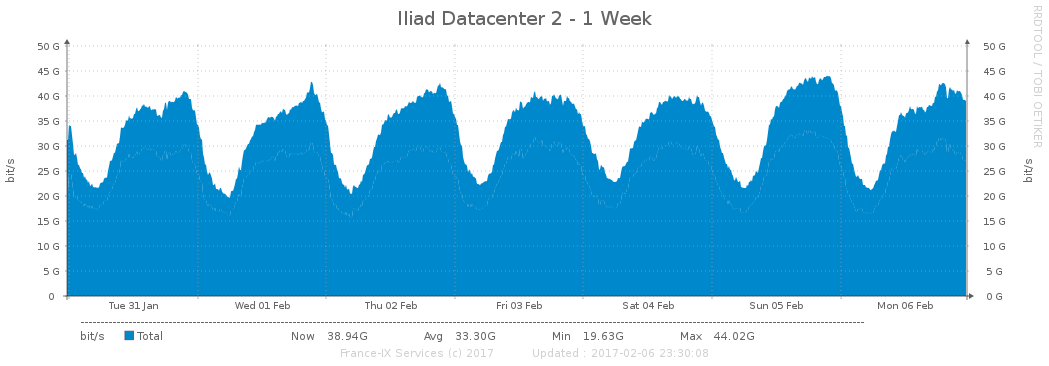 Iliad Datacenter 2 - 1 Week
RRDTOOL / TOBI OETIKER
bit/s
50 G 50 G
45 G 45 G
40 G 40 G
35 G 35 G
30 G 30 G
25 G 25 G
20 G 20 G
15 G 15 G
10 G 10 G
5 G 5 G
0 0 G
bit/s
Tue 31 Jan Wed 01 Feb Thu 02 Feb Fri 03 Feb Sat 04 Feb Sun 05 Feb Mon 06 Feb
bit/s Total Now 38.94G Avg 33.30G Min 19.63G Max 44.02G
France-IX Services (c) 2017 Updated : 2017-02-06 23:30:08